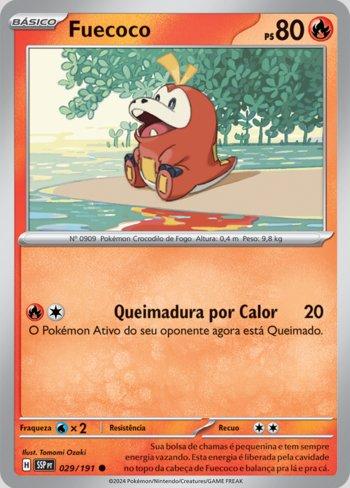 BÁSICO Fuecoco PS 80
Nº 0909 Pokémon Crocodilo de Fogo Altura: 0,4 m Peso: 9,8 kg
Queimadura por Calor 20
O Pokémon Ativo do seu oponente agora está Queimado.
Fraqueza ×2 Resistência Recuo
Ilust. Tomomi Ozaki
H SSP PT 029/191
Sua bolsa de chamas é pequenina e tem sempre
energia vazando. Esta energia é liberada pela cavidade
no topo da cabeça de Fuecoco e balança pra lá e pra cá.
©2024 Pokémon/Nintendo/Creatures/GAME FREAK